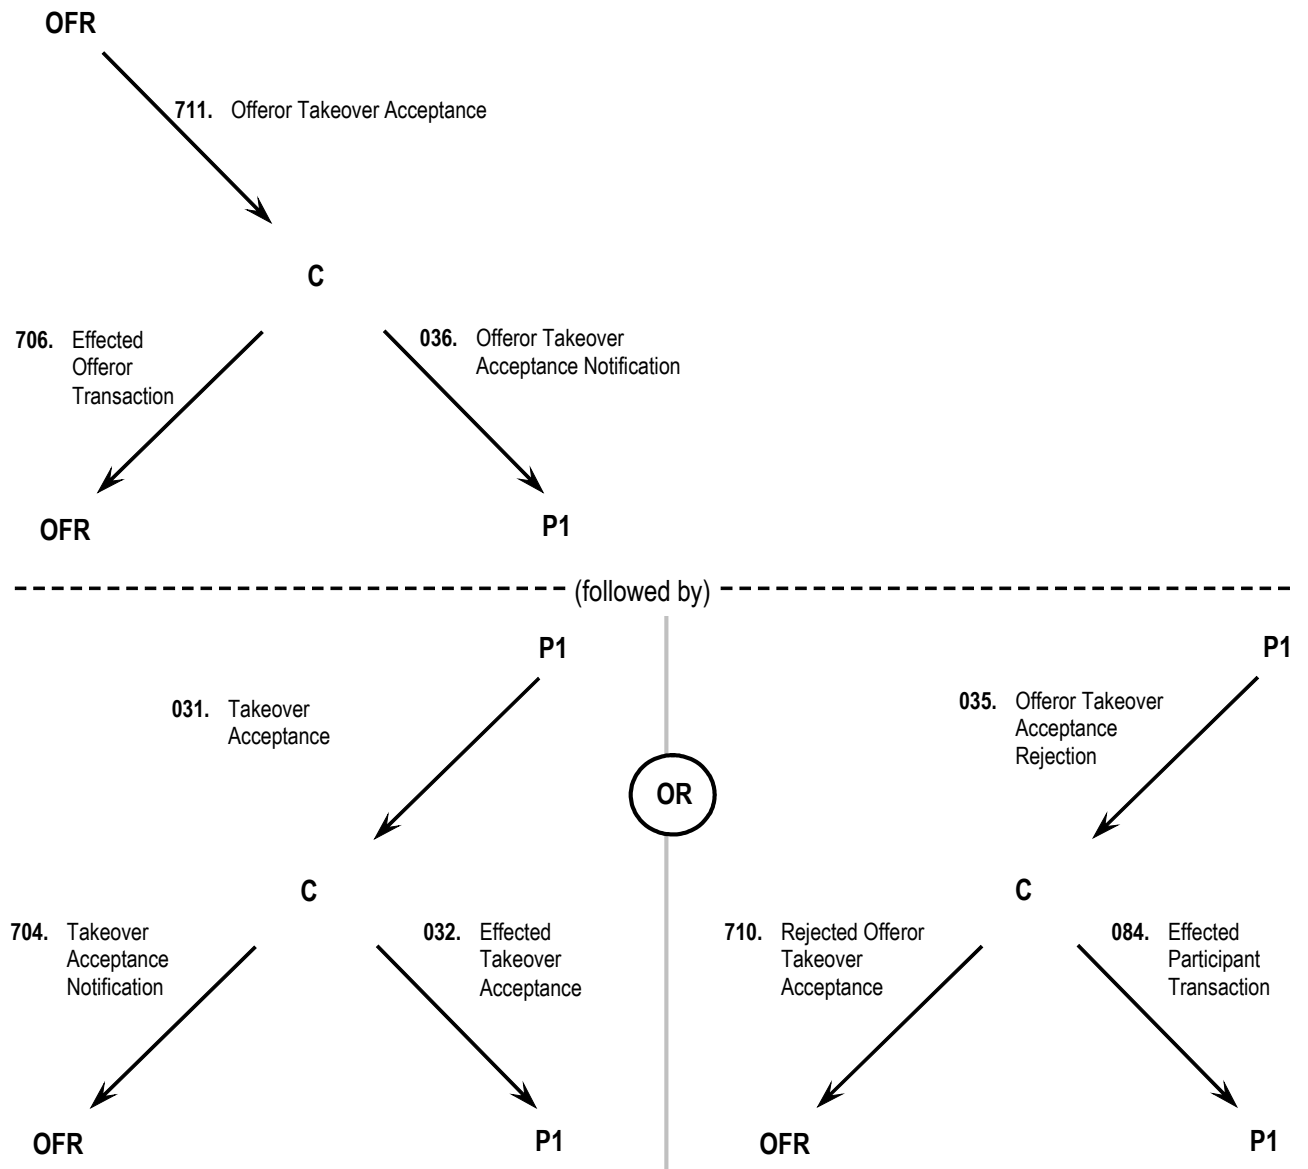 OFR
711. Offeror Takeover Acceptance
C
706. Effected
Offeror
Transaction
036. Offeror Takeover
Acceptance Notification
OFR
P1
(followed by)
P1
031. Takeover
Acceptance
C
704. Takeover
Acceptance
Notification
032. Effected
Takeover
Acceptance
OFR
P1
OR
P1
035. Offeror Takeover
Acceptance
Rejection
C
710. Rejected Offeror
Takeover
Acceptance
084. Effected
Participant
Transaction
OFR
P1